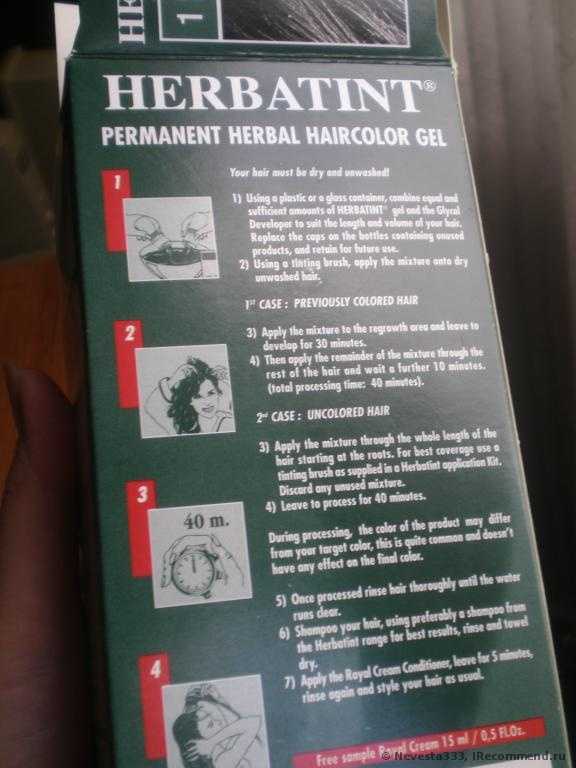 HE
1
HERBATINT®
PERMANENT HERBAL HAIRCOLOR GEL
1
Your hair must be dry and unwashed!
1) Using a plastic or a glass container, combine equal and
sufficient amounts of HERBATINT® gel and the Glycol
Developer to suit the length and volume of your hair.
Replace the caps on the bottles containing unused
products, and retain for future use.
2) Using a tinting brush, apply the mixture onto dry
unwashed hair.
1ST CASE : PREVIOUSLY COLORED HAIR
2
3) Apply the mixture to the regrowth area and leave to
develop for 30 minutes.
4) Then apply the remainder of the mixture through the
rest of the hair and wait a further 10 minutes.
(total processing time: 40 minutes).
2nd CASE : UNCOLORED HAIR
3) Apply the mixture through the whole length of the
hair starting at the roots. For best coverage use a
tinting brush as supplied in a Herbatint application Kit.
Discard any unused mixture.
4) Leave to process for 40 minutes.
3
40 m.
During processing, the color of the product may differ
from your target color, this is quite common and doesn't
have any effect on the final color.
5) Once processed rinse hair thoroughly until the water
runs clear.
6) Shampoo your hair, using preferably a shampoo from
the Herbatint range for best results, rinse and towel
dry.
7) Apply the Royal Cream Conditioner, leave for 5 minutes,
rinse again and style your hair as usual.
4
Free sample Royal Cream 15 ml / 0,5 Fl.Oz.
© Nevesta333, IRecommend.ru